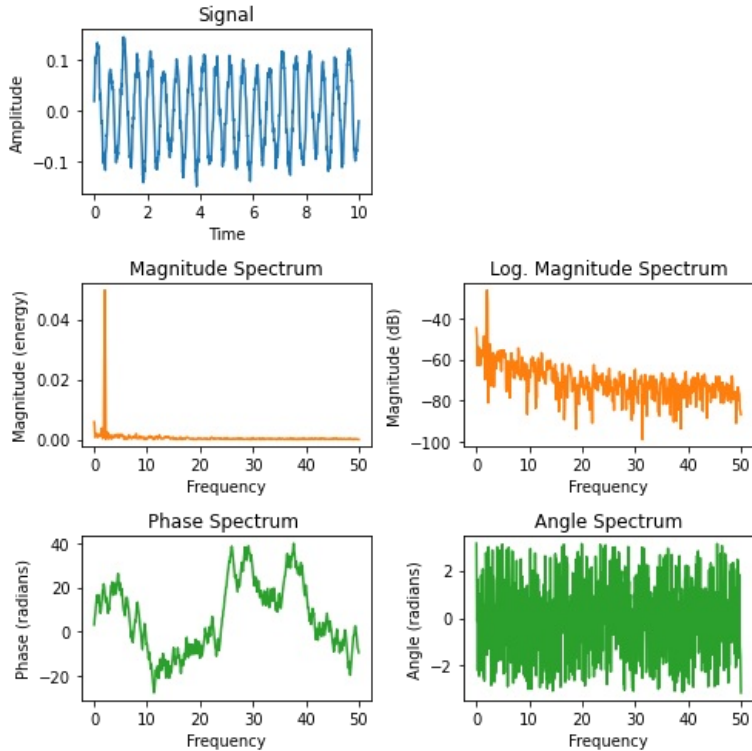 Signal
Amplitude
0.1
0.0
−0.1
0 2 4 6 8 10
Time
Magnitude Spectrum
Magnitude (energy)
0.04
0.02
0.00
0 10 20 30 40 50
Frequency
Log. Magnitude Spectrum
Magnitude (dB)
−40
−60
−80
−100
0 10 20 30 40 50
Frequency
Phase Spectrum
Phase (radians)
40
20
0
−20
0 10 20 30 40 50
Frequency
Angle Spectrum
Angle (radians)
2
0
−2
0 10 20 30 40 50
Frequency